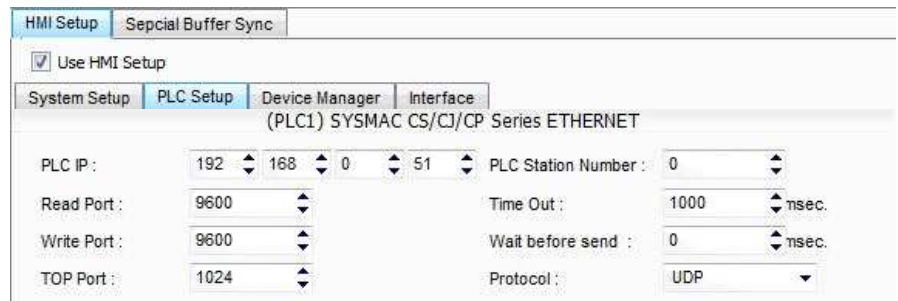 HMI Setup Sepcial Buffer Sync
Use HMI Setup
System Setup PLC Setup Device Manager Interface
(PLC1) SYSMAC CS/CJ/CP Series ETHERNET
PLC IP : 192 168 0 51 PLC Station Number : 0
Read Port : 9600 Time Out : 1000 msec.
Write Port : 9600 Wait before send : 0 msec.
TOP Port : 1024 Protocol : UDP